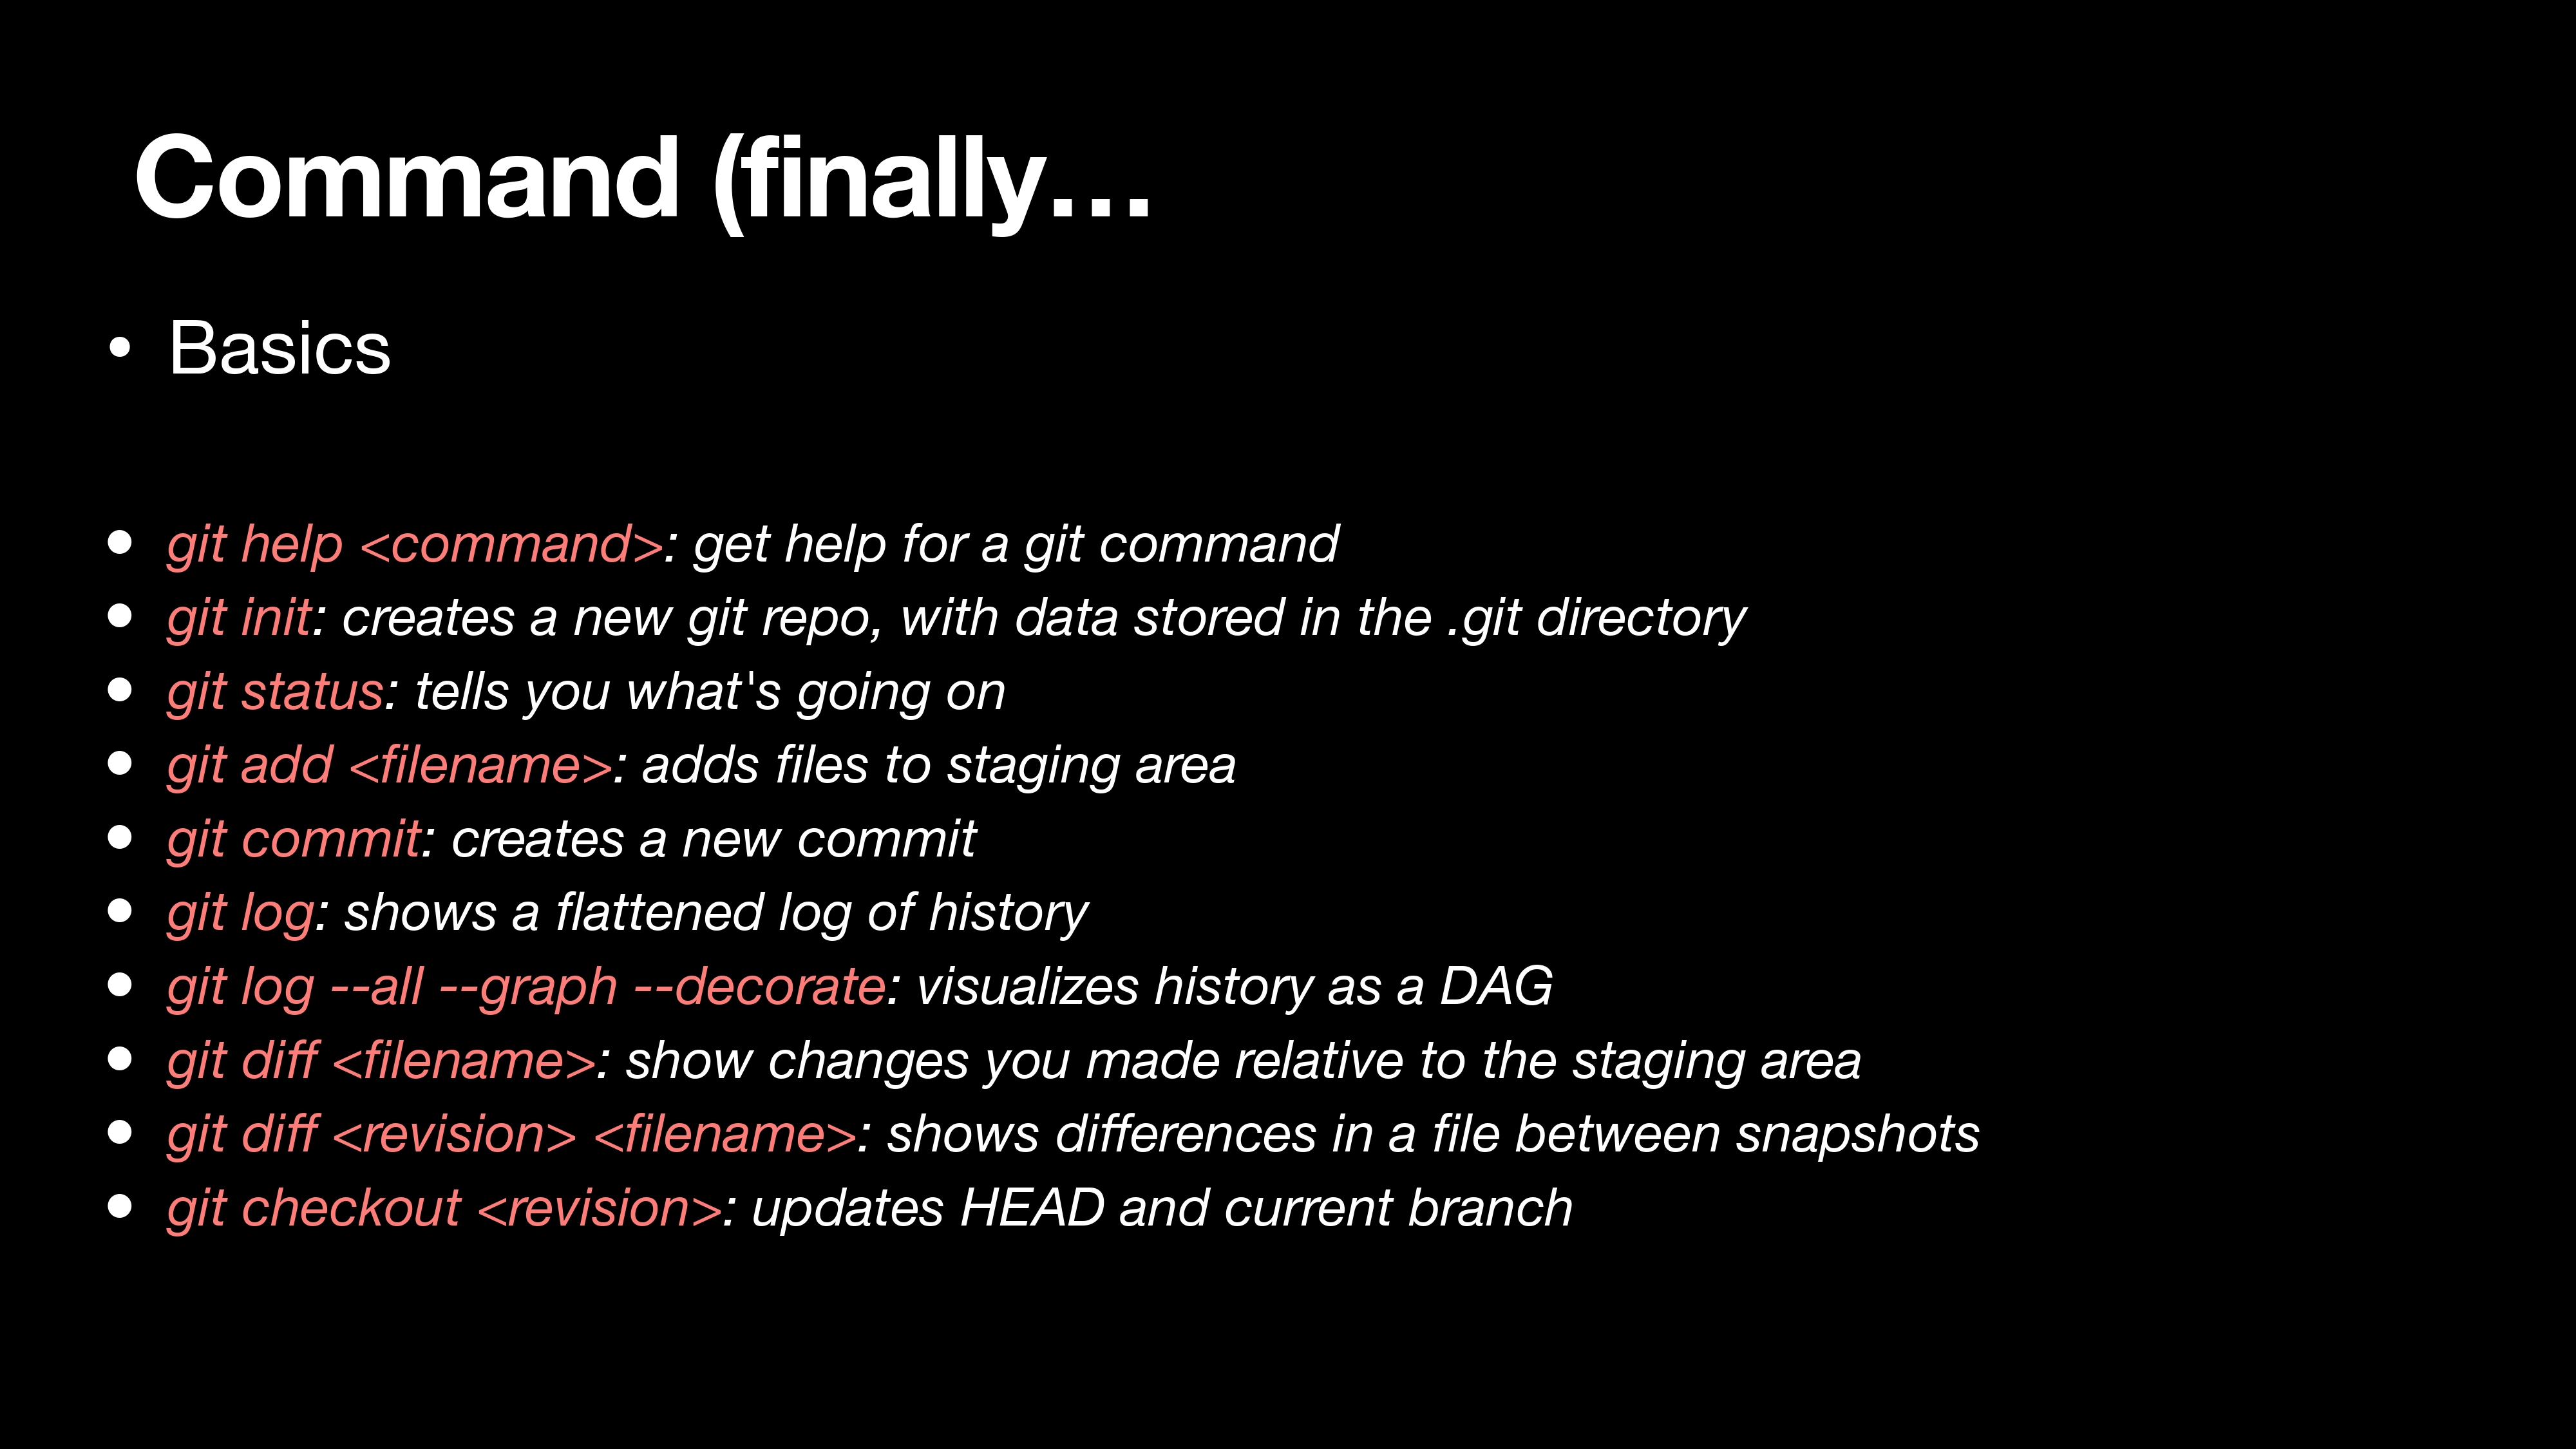 Command (finally…
• Basics
• git help <command>: get help for a git command
• git init: creates a new git repo, with data stored in the .git directory
• git status: tells you what's going on
• git add <filename>: adds files to staging area
• git commit: creates a new commit
• git log: shows a flattened log of history
• git log --all --graph --decorate: visualizes history as a DAG
• git diff <filename>: show changes you made relative to the staging area
• git diff <revision> <filename>: shows differences in a file between snapshots
• git checkout <revision>: updates HEAD and current branch